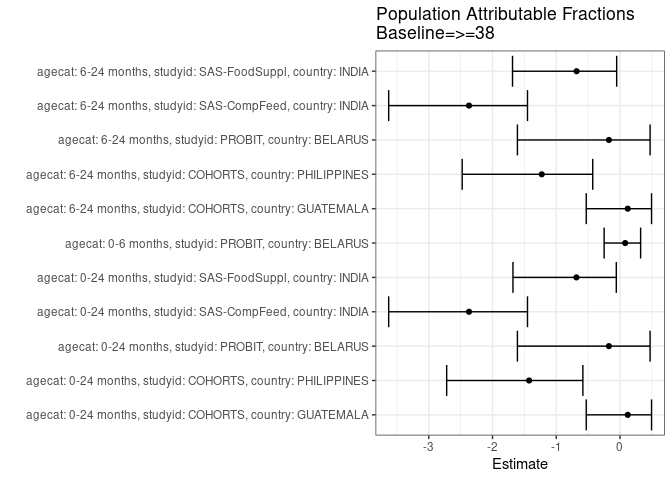 Population Attributable Fractions
Baseline=>=38
agecat: 6-24 months, studyid: SAS-FoodSuppl, country: INDIA
agecat: 6-24 months, studyid: SAS-CompFeed, country: INDIA
agecat: 6-24 months, studyid: PROBIT, country: BELARUS
agecat: 6-24 months, studyid: COHORTS, country: PHILIPPINES
agecat: 6-24 months, studyid: COHORTS, country: GUATEMALA
agecat: 0-6 months, studyid: PROBIT, country: BELARUS
agecat: 0-24 months, studyid: SAS-FoodSuppl, country: INDIA
agecat: 0-24 months, studyid: SAS-CompFeed, country: INDIA
agecat: 0-24 months, studyid: PROBIT, country: BELARUS
agecat: 0-24 months, studyid: COHORTS, country: PHILIPPINES
agecat: 0-24 months, studyid: COHORTS, country: GUATEMALA
-3 -2 -1 0
Estimate